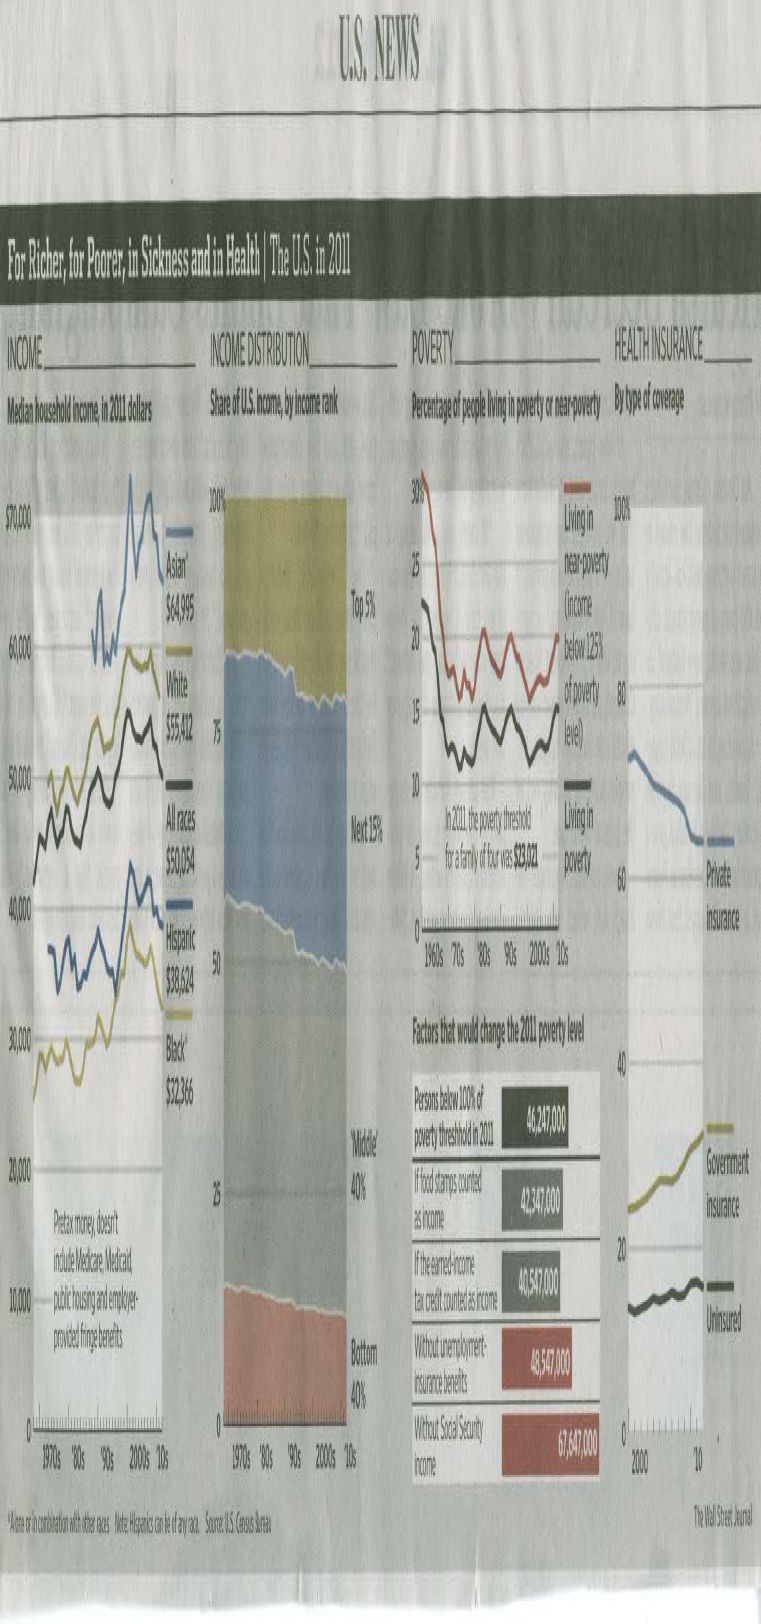 U.S. NEWS
For Richer, for Poorer, in Sickness and in Health | The U.S. in 2011
INCOME
Median household income, in 2011 dollars
$70,000
60,000
50,000
40,000
30,000
20,000
10,000
0
Asian*
$64,995
White
$55,412
All races
$50,054
Hispanic
$38,624
Black*
$32,366
Pretax money, doesn't
include Medicare, Medicaid,
public housing and employer-
provided fringe benefits
1970s '80s '90s 2000s '10s
INCOME DISTRIBUTION
Share of U.S. income, by income rank
100%
75
50
25
0
Top 5%
Next 15%
'Middle'
40%
Bottom
40%
1970s '80s '90s 2000s '10s
POVERTY
Percentage of people living in poverty or near-poverty
30%
25
20
15
10
5
0
Living in
near-poverty
(income
below 125%
of poverty
level)
Living in
poverty
In 2011 the poverty threshold
for a family of four was $23,021
1960s '70s '80s '90s 2000s '10s
Factors that would change the 2011 poverty level
Persons below 100% of
poverty threshhold in 2011
46,247,000
If food stamps counted
as income
42,347,000
If the earned-income
tax credit counted as income
40,547,000
Without unemployment-
insurance benefits
48,547,000
Without Social Security
income
67,647,000
HEALTH INSURANCE
By type of coverage
100%
80
60
40
20
0
Private
insurance
Government
insurance
Uninsured
2000 '10
*Alone or in combination with other races Note: Hispanics can be of any race. Source: U.S. Census Bureau
The Wall Street Journal